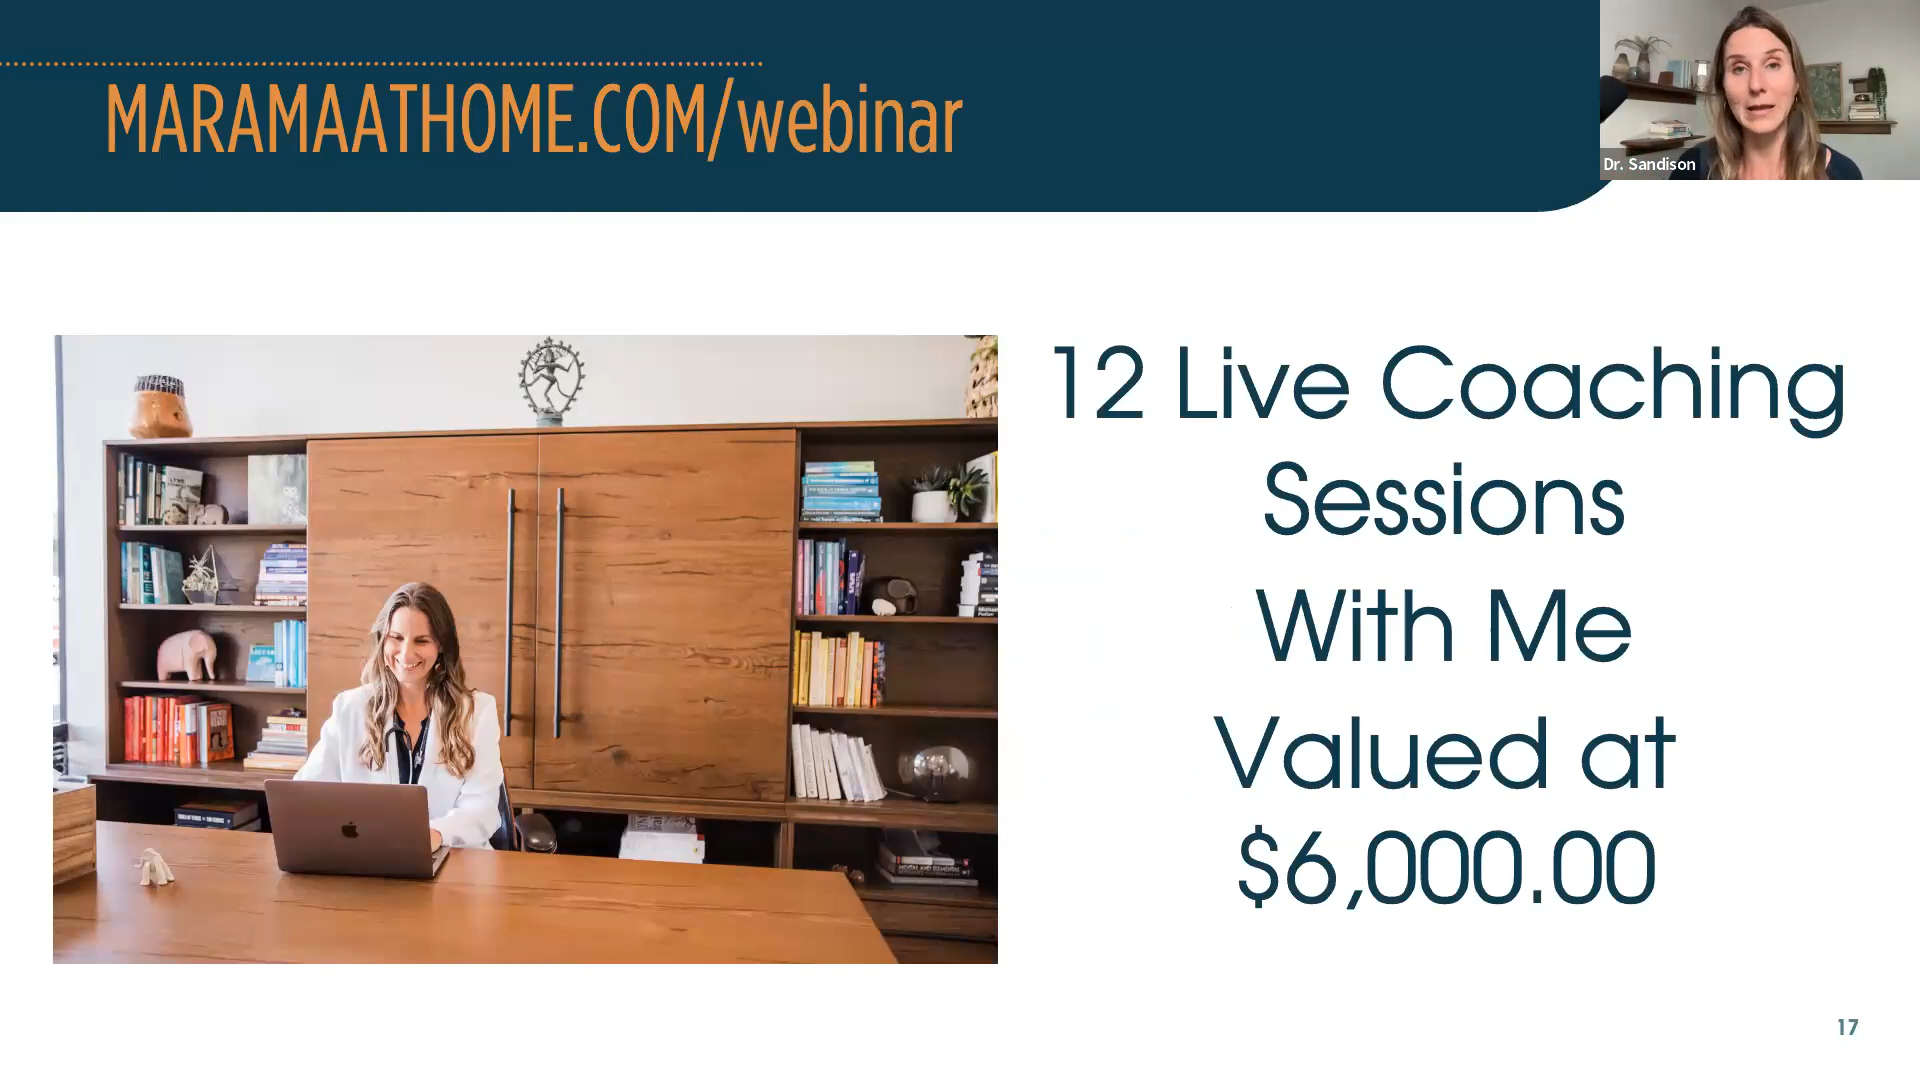 MARAMAATHOME.COM/webinar
Dr. Sandison
12 Live Coaching
Sessions
With Me
Valued at
$6,000.00
17